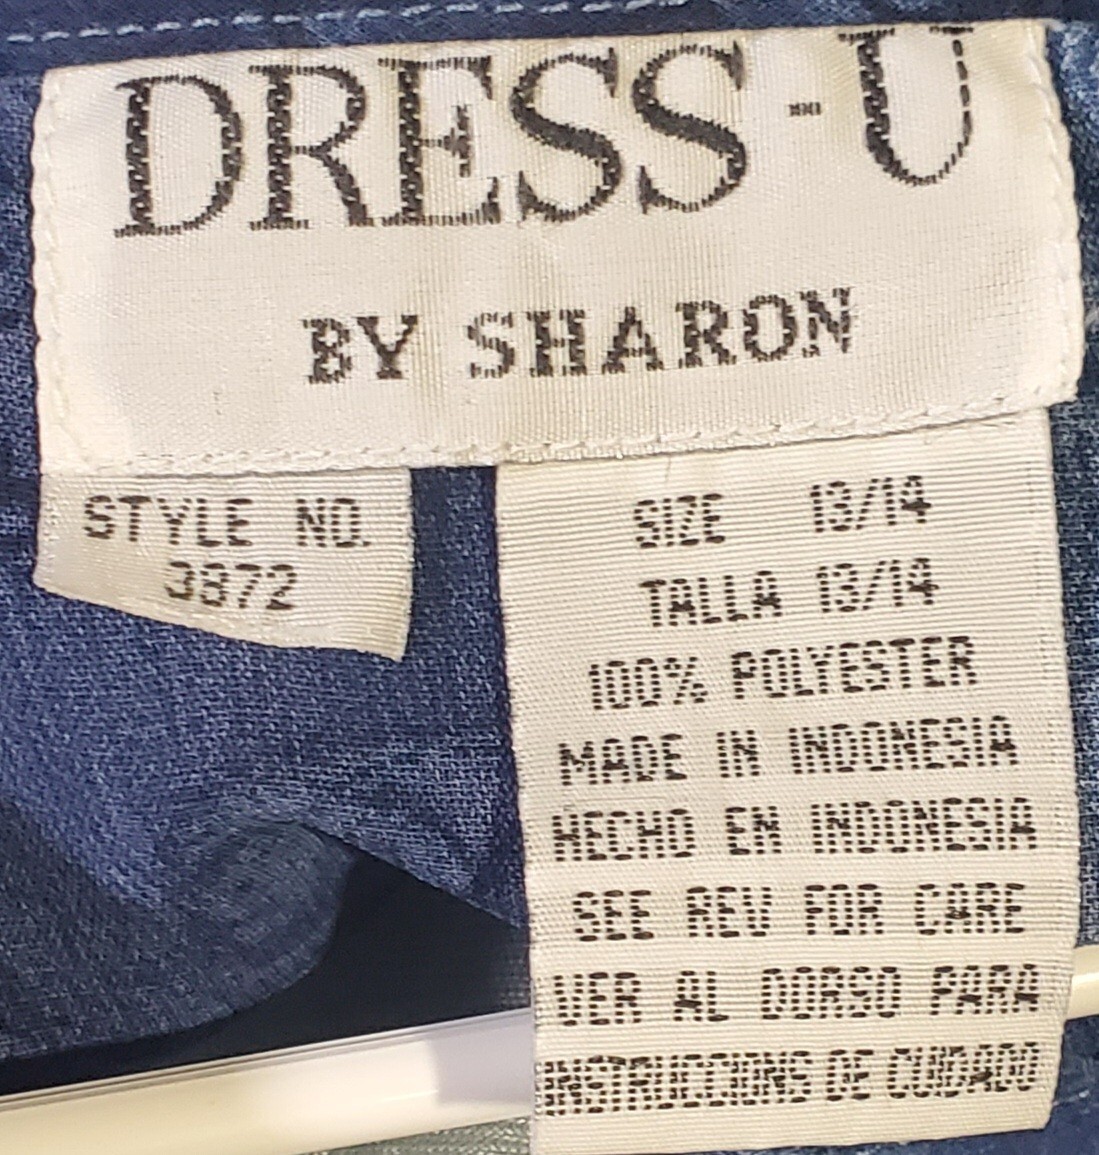 DRESS-U
BY SHARON
STYLE NO.
3872
SIZE 13/14
TALLA 13/14
100% POLYESTER
MADE IN INDONESIA
HECHO EN INDONESIA
SEE REV FOR CARE
VER AL DORSO PARA
INSTRUCCIONS DE CUIDADO